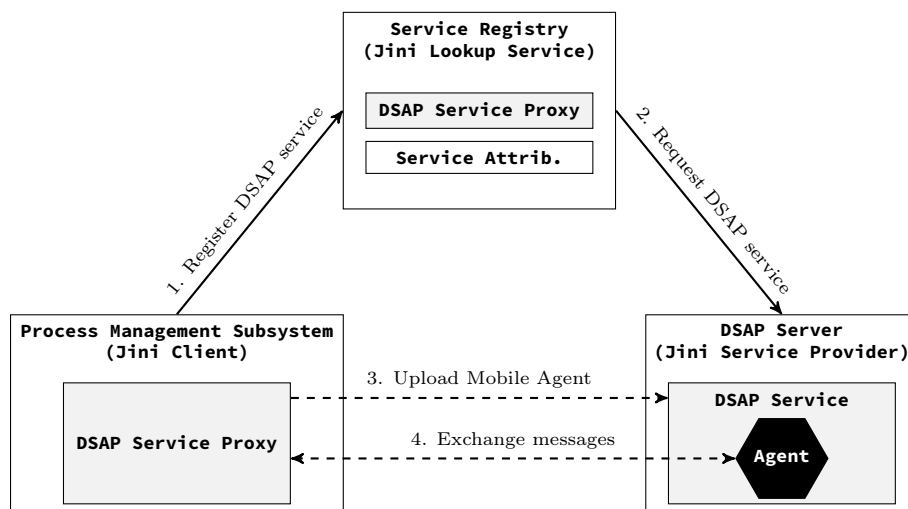 Service Registry
(Jini Lookup Service)
DSAP Service Proxy
Service Attrib.
1. Register DSAP service
2. Request DSAP service
Process Management Subsystem
(Jini Client)
DSAP Service Proxy
3. Upload Mobile Agent
4. Exchange messages
DSAP Server
(Jini Service Provider)
DSAP Service
Agent